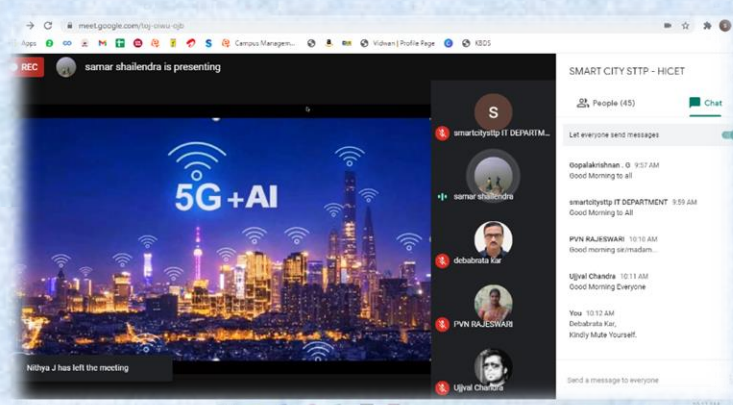 meet.google.com/toj-oiwu-ojb
Apps
Campus Managem...
Vidwan | Profile Page
KBDS
REC
samar shailendra is presenting
5G+AI
Nithya J has left the meeting
S
smartcitysttp IT DEPARTM...
samar shailendra
debabrata kar
PVN RAJESWARI
Ujjval Chandra
SMART CITY STTP - HICET
People (45)
Chat
Let everyone send messages
Gopalakrishnan . G 9:57 AM
Good Morning to all
smartcitysttp IT DEPARTMENT 9:59 AM
Good Morning to All
PVN RAJESWARI 10:10 AM
Good morning sir/madam...
Ujjval Chandra 10:11 AM
Good Morning Everyone
You 10:12 AM
Debabrata Kar,
Kindly Mute Yourself.
Send a message to everyone